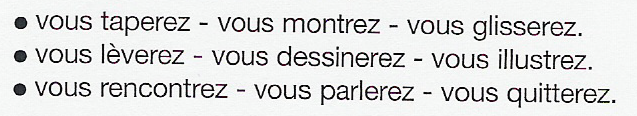 ● vous taperez - vous montrez - vous glisserez.
● vous lèverez - vous dessinerez - vous illustrez.
● vous rencontrez - vous parlerez - vous quitterez.